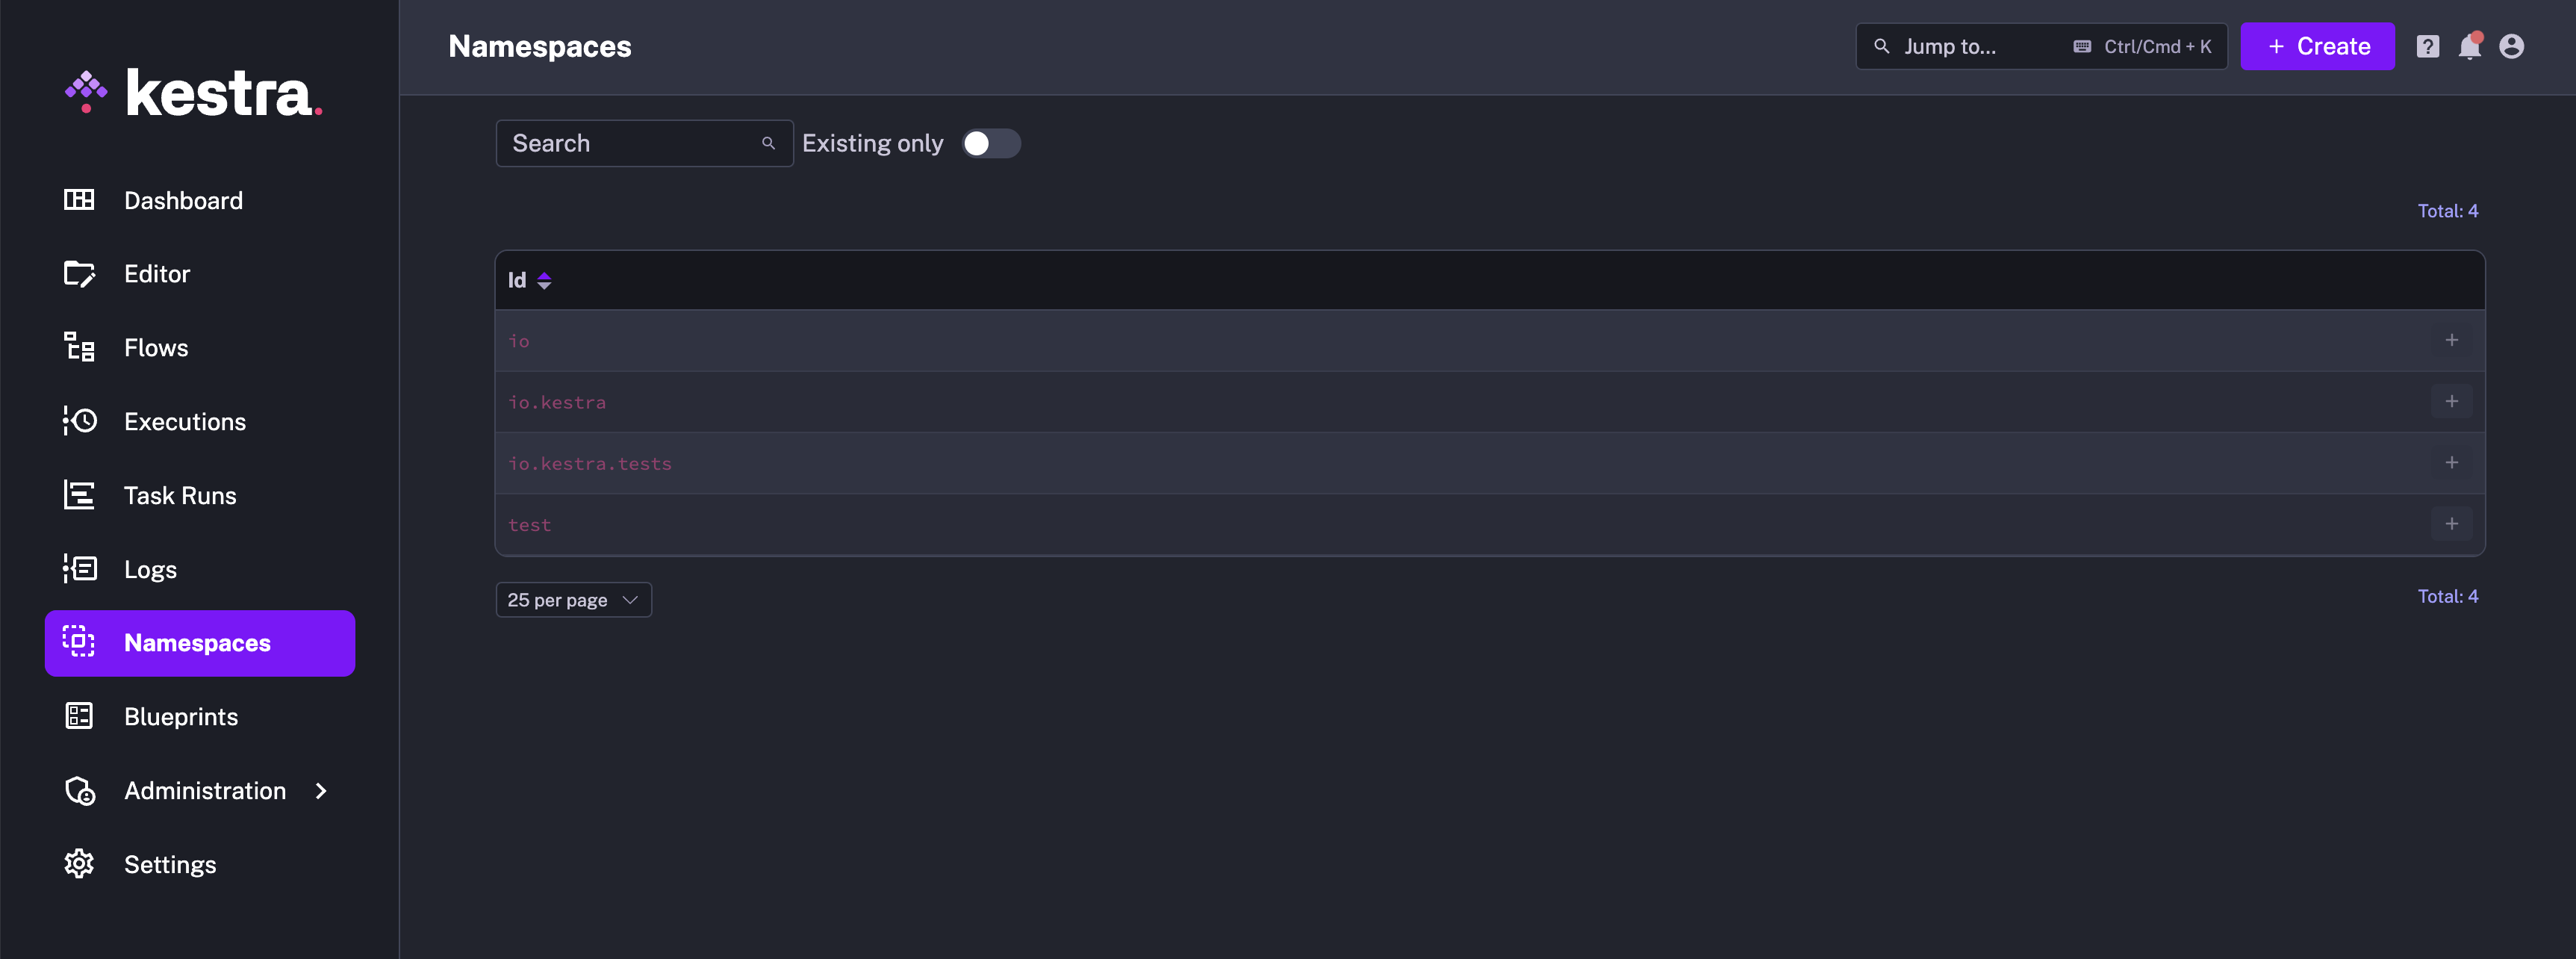 kestra.
Dashboard
Editor
Flows
Executions
Task Runs
Logs
Namespaces
Blueprints
Administration
Settings
Namespaces
Jump to...
Ctrl/Cmd + K
+ Create
Search
Existing only
Total: 4
Id
io
+
io.kestra
+
io.kestra.tests
+
test
+
25 per page
Total: 4